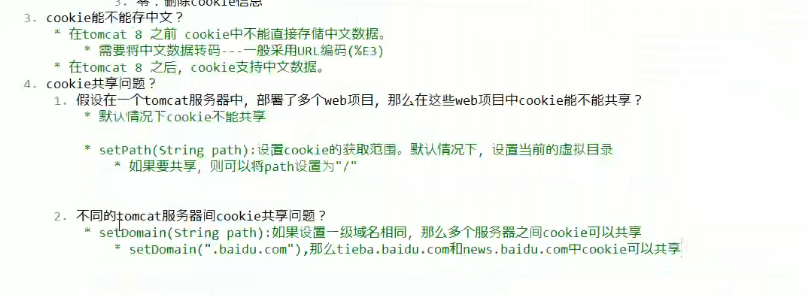 3. 零：删除cookie信息
3. cookie能不能存中文？
* 在tomcat 8 之前 cookie中不能直接存储中文数据。
* 需要将中文数据转码---一般采用URL编码(%E3)
* 在tomcat 8 之后，cookie支持中文数据。
4. cookie共享问题？
1. 假设在一个tomcat服务器中，部署了多个web项目，那么在这些web项目中cookie能不能共享？
* 默认情况下cookie不能共享
* setPath(String path):设置cookie的获取范围。默认情况下，设置当前的虚拟目录
* 如果要共享，则可以将path设置为"/"
2. 不同的tomcat服务器间cookie共享问题？
* setDomain(String path):如果设置一级域名相同，那么多个服务器之间cookie可以共享
* setDomain(".baidu.com"),那么tieba.baidu.com和news.baidu.com中cookie可以共享